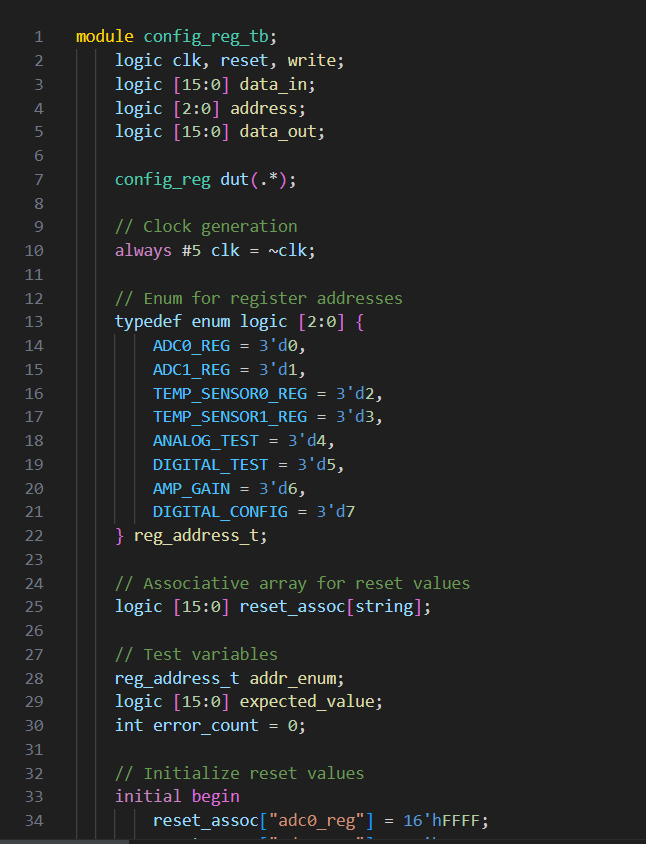 1 module config_reg_tb;
2 logic clk, reset, write;
3 logic [15:0] data_in;
4 logic [2:0] address;
5 logic [15:0] data_out;
6
7 config_reg dut(.*);
8
9 // Clock generation
10 always #5 clk = ~clk;
11
12 // Enum for register addresses
13 typedef enum logic [2:0] {
14 ADC0_REG = 3'd0,
15 ADC1_REG = 3'd1,
16 TEMP_SENSOR0_REG = 3'd2,
17 TEMP_SENSOR1_REG = 3'd3,
18 ANALOG_TEST = 3'd4,
19 DIGITAL_TEST = 3'd5,
20 AMP_GAIN = 3'd6,
21 DIGITAL_CONFIG = 3'd7
22 } reg_address_t;
23
24 // Associative array for reset values
25 logic [15:0] reset_assoc[string];
26
27 // Test variables
28 reg_address_t addr_enum;
29 logic [15:0] expected_value;
30 int error_count = 0;
31
32 // Initialize reset values
33 initial begin
34 reset_assoc["adc0_reg"] = 16'hFFFF;